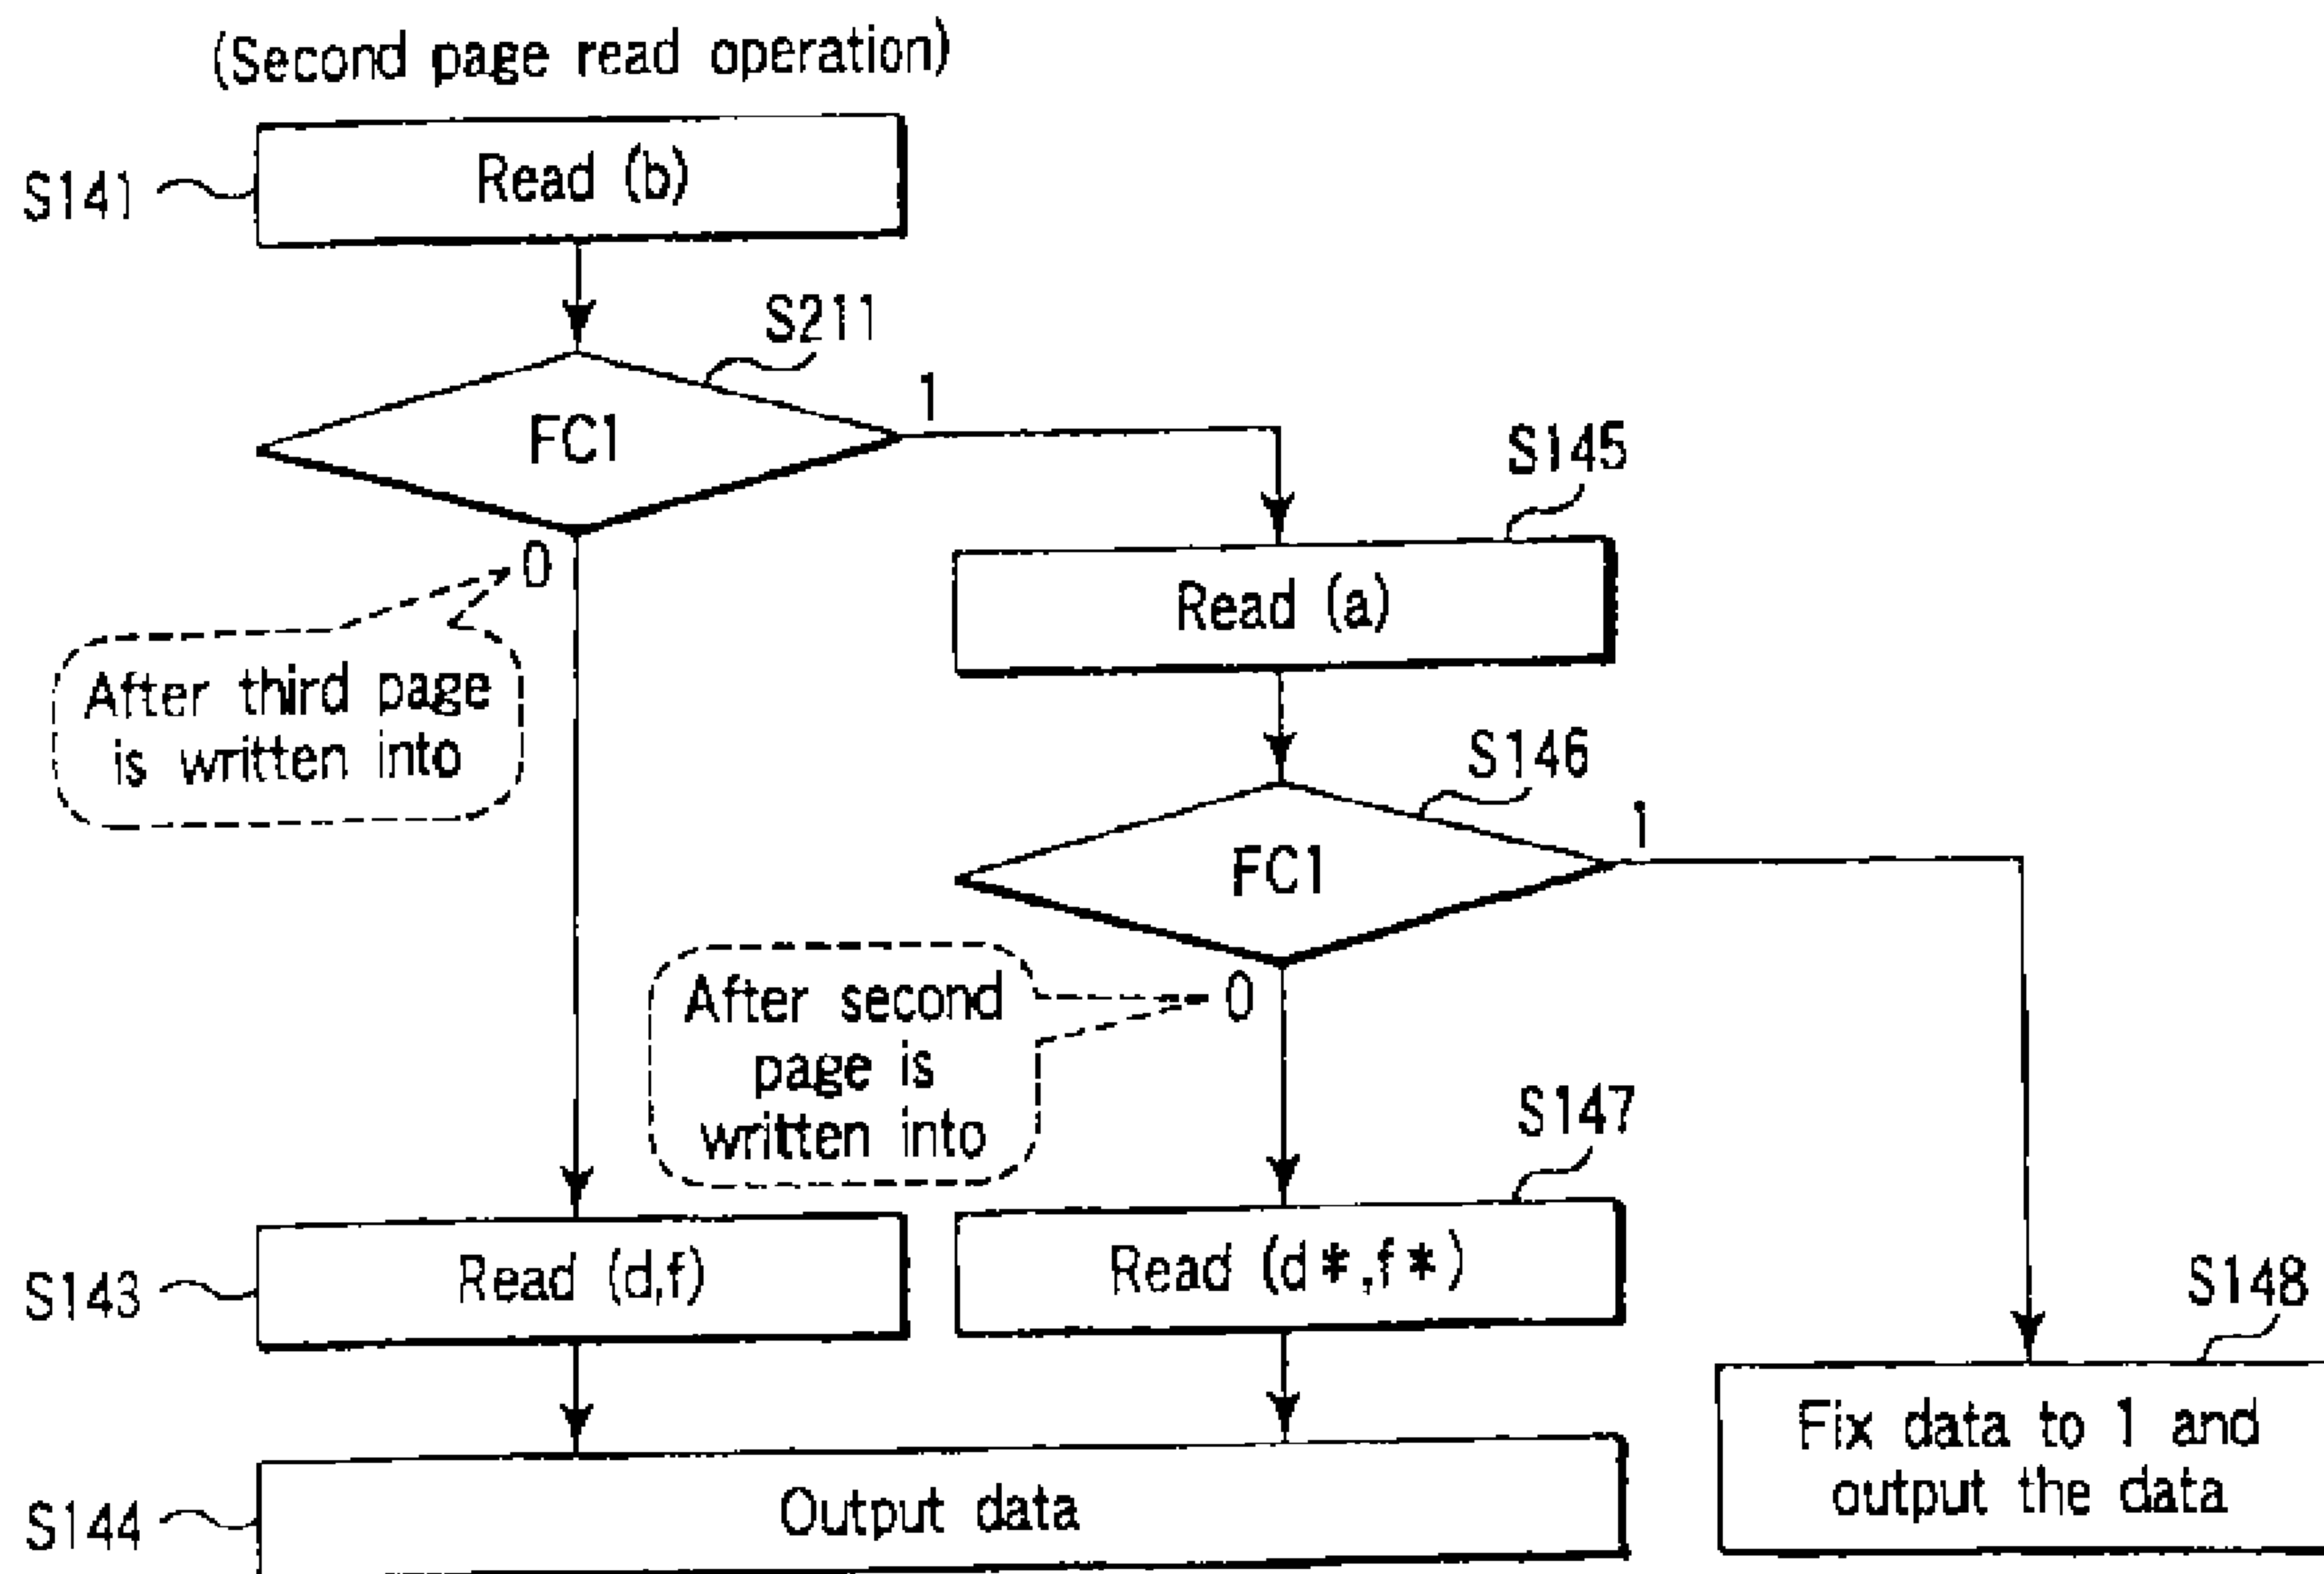 (Second page read operation)
S141
Read (b)
S211
FC1
1
0
S145
Read (a)
After third page
is written into
S146
FC1
1
0
After second
page is
written into
S147
S143
Read (d,f)
Read (d*,f*)
S148
S144
Output data
Fix data to 1 and
output the data